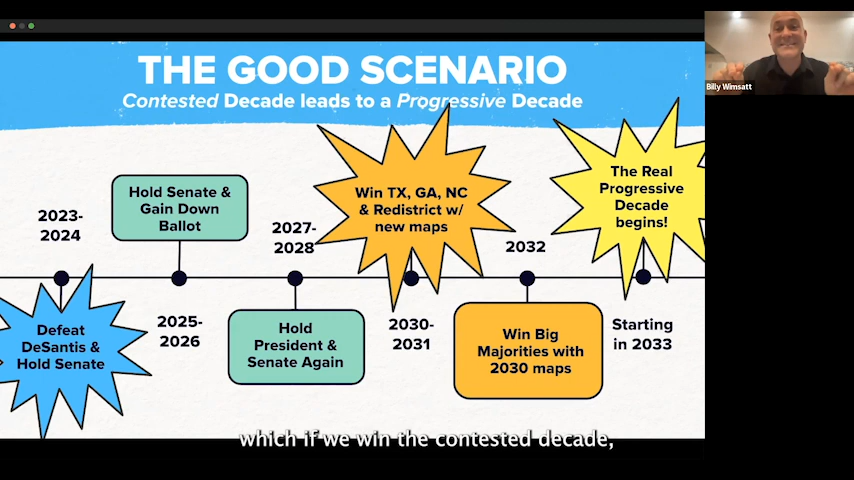 THE GOOD SCENARIO
Contested Decade leads to a Progressive Decade
Billy Wimsatt
2023-
2024
Defeat
DeSantis &
Hold Senate
Hold Senate &
Gain Down
Ballot
2025-
2026
2027-
2028
Hold
President &
Senate Again
Win TX, GA, NC
& Redistrict w/
new maps
2030-
2031
2032
Win Big
Majorities with
2030 maps
The Real
Progressive
Decade
begins!
Starting
in 2033
which if we win the contested decade,